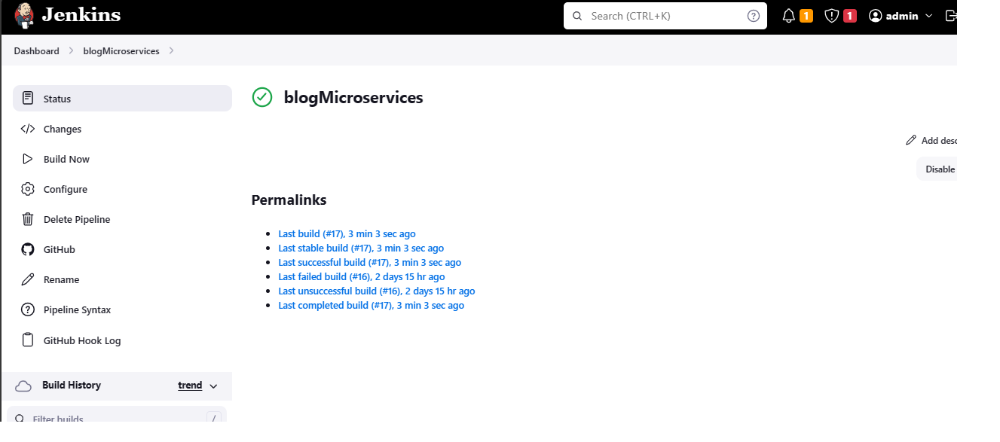 Jenkins
Search (CTRL+K)
1
1
admin
Dashboard
blogMicroservices
Status
Changes
Build Now
Configure
Delete Pipeline
GitHub
Rename
Pipeline Syntax
GitHub Hook Log
Build History
trend
Filter builds
/
blogMicroservices
Add desc
Disable
Permalinks
Last build (#17), 3 min 3 sec ago
Last stable build (#17), 3 min 3 sec ago
Last successful build (#17), 3 min 3 sec ago
Last failed build (#16), 2 days 15 hr ago
Last unsuccessful build (#16), 2 days 15 hr ago
Last completed build (#17), 3 min 3 sec ago